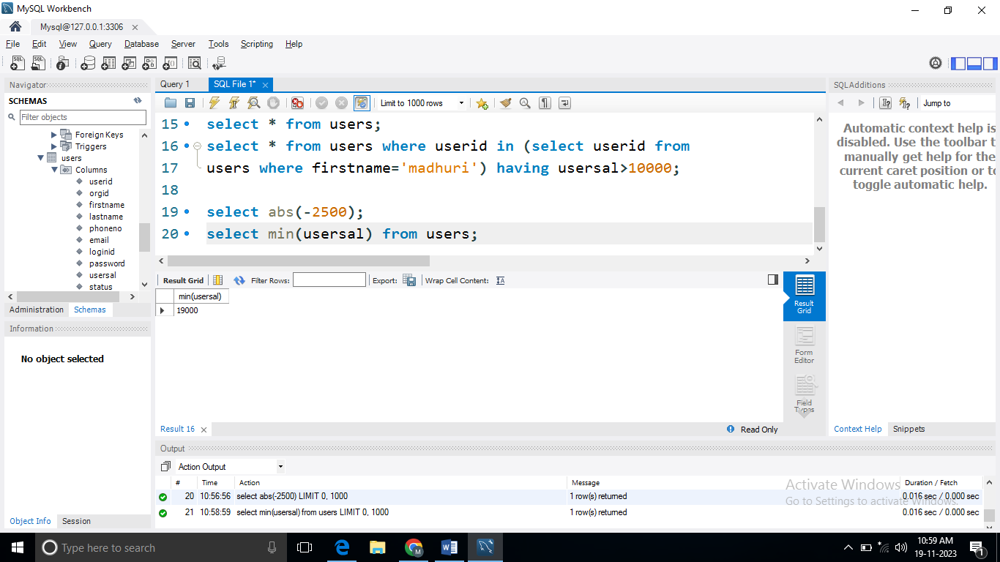 MySQL Workbench
Mysql@127.0.0.1:3306
File Edit View Query Database Server Tools Scripting Help
Navigator
SCHEMAS
Filter objects
Foreign Keys
Triggers
users
Columns
userid
orgid
firstname
lastname
phoneno
email
loginid
password
usersal
status
Administration Schemas
Information
No object selected
Object Info Session
Query 1 SQL File 1*
Limit to 1000 rows
15 select * from users;
16 select * from users where userid in (select userid from
17 users where firstname='madhuri') having usersal>10000;
18
19 select abs(-2500);
20 select min(usersal) from users;
Result Grid Filter Rows: Export: Wrap Cell Content:
min(usersal)
19000
Result Grid
Form Editor
Field Types
Result 16
Read Only
SQLAdditions
Jump to
Automatic context help is
disabled. Use the toolbar t
manually get help for the
current caret position or to
toggle automatic help.
Context Help Snippets
Output
Action Output
# Time Action Message Duration / Fetch
20 10:56:56 select abs(-2500) LIMIT 0, 1000 1 row(s) returned 0.016 sec / 0.000 sec
21 10:58:59 select min(usersal) from users LIMIT 0, 1000 1 row(s) returned 0.016 sec / 0.000 sec
Activate Windows
Go to Settings to activate Windows.
Type here to search
10:59 AM
19-11-2023
1